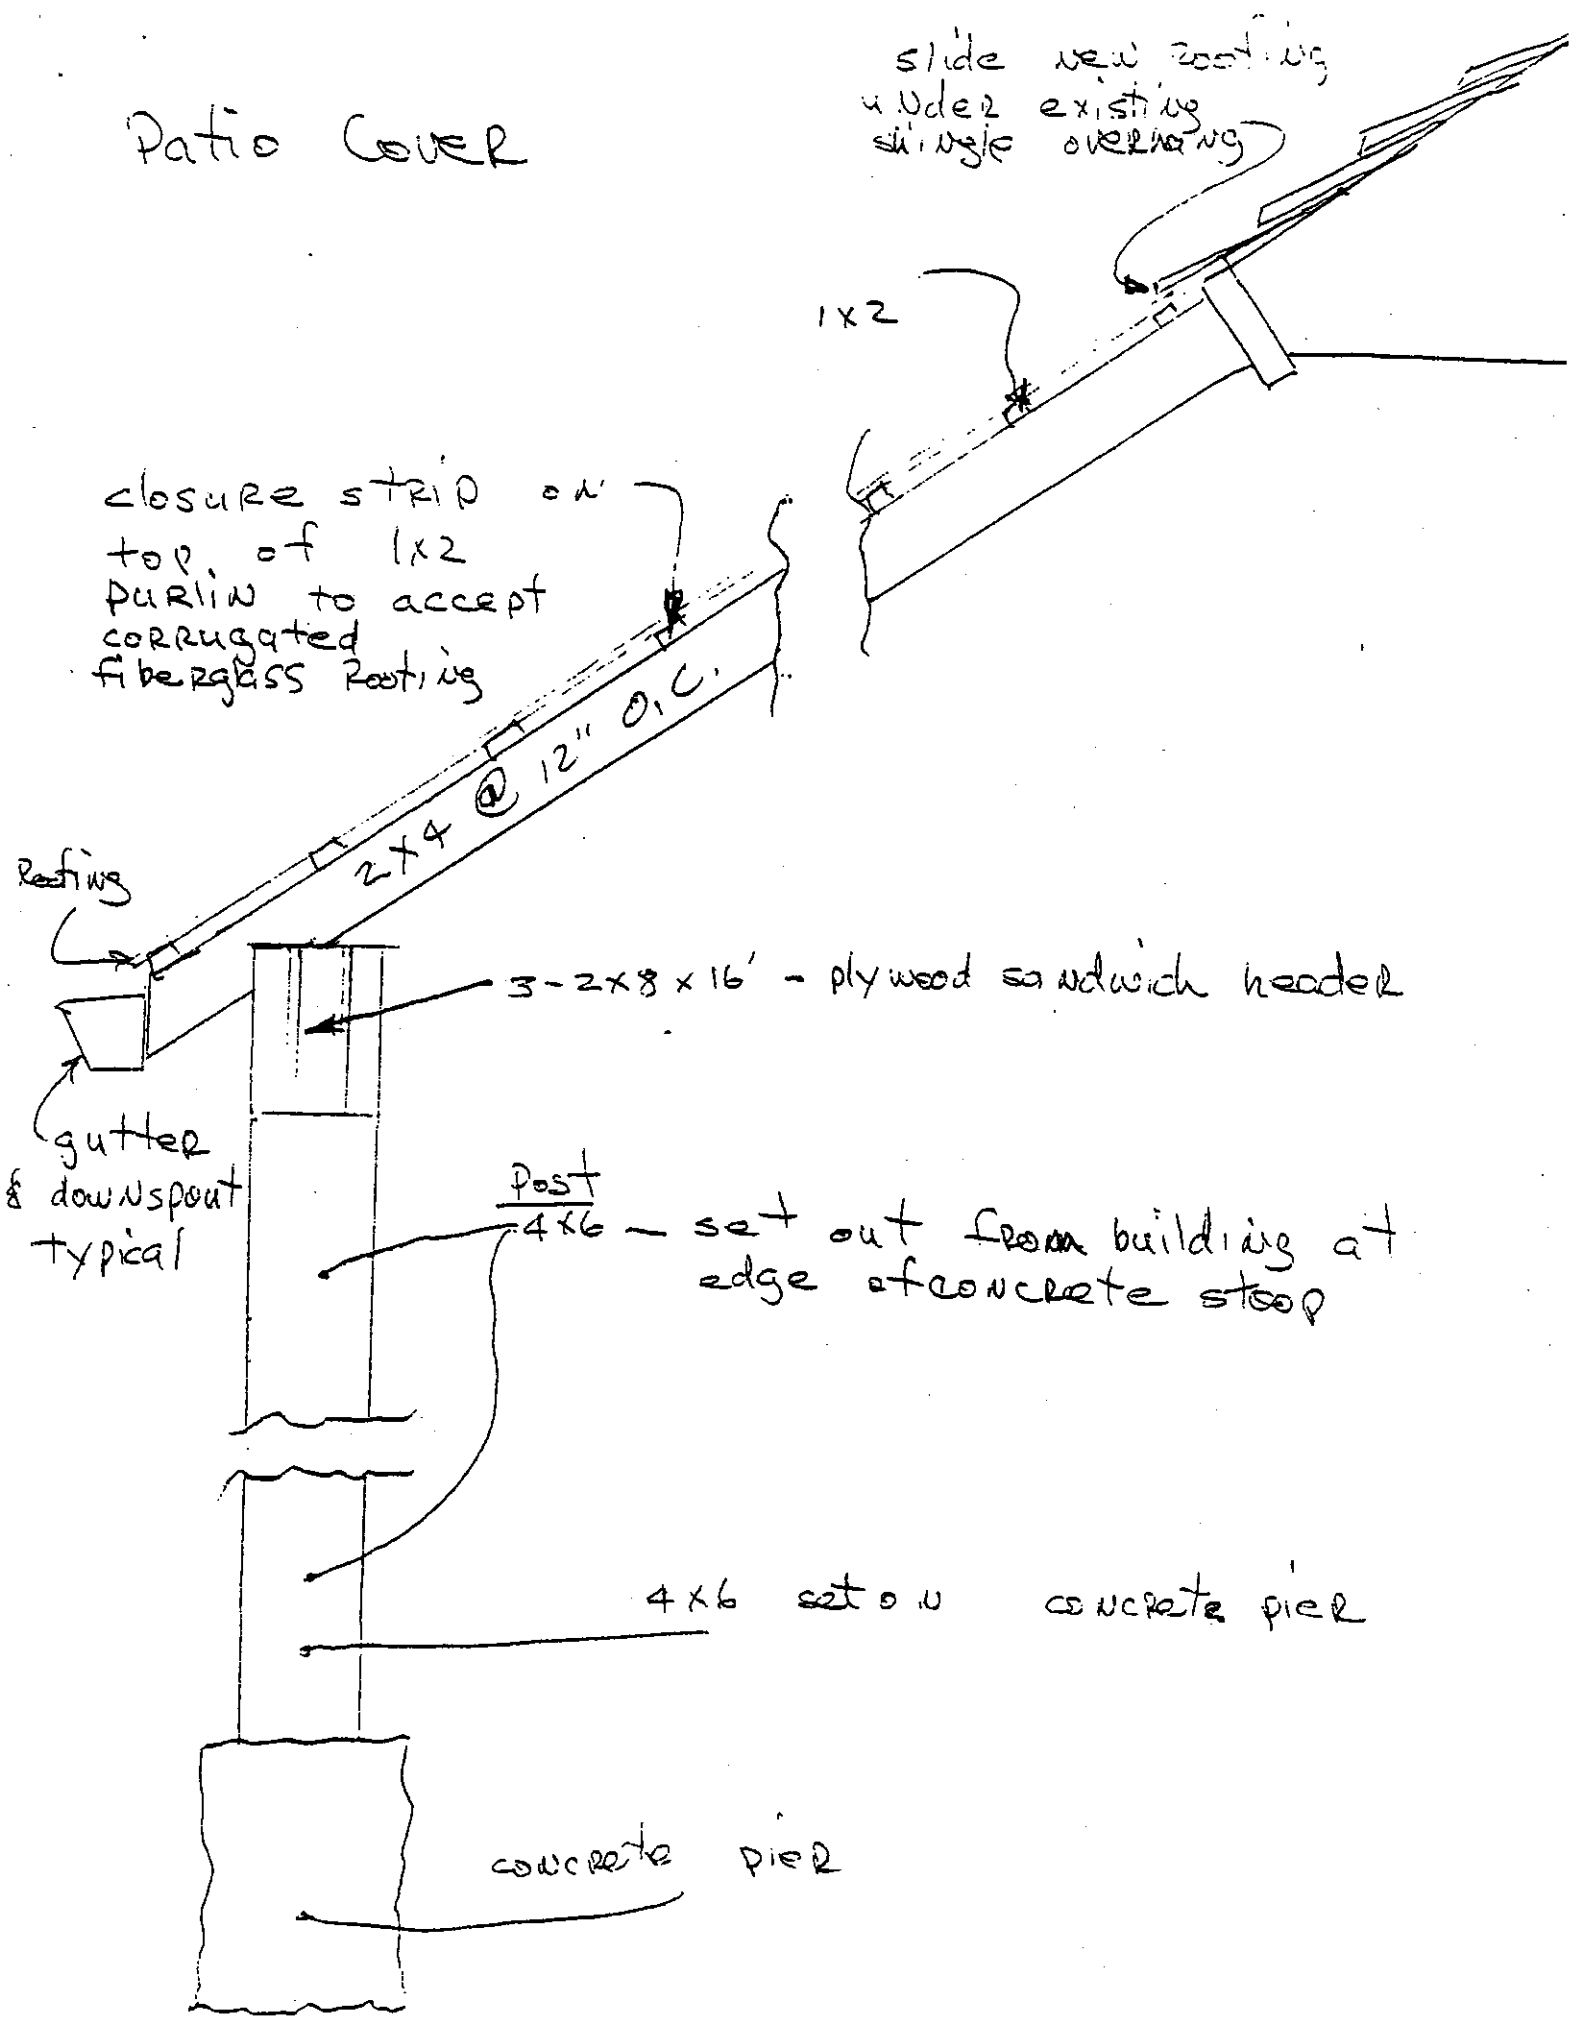 Patio Cover
slide new roofing
under existing
shingle overhang
1x2
closure strip on
top of 1x2
purlin to accept
corrugated
fiberglass roofing
2x4 @ 12" O.C.
Roofing
3-2x8x16' - plywood sandwich header
gutter
& downspout
typical
Post
4x6 — set out from building at
edge of concrete stoop
4x6 set on concrete pier
concrete pier